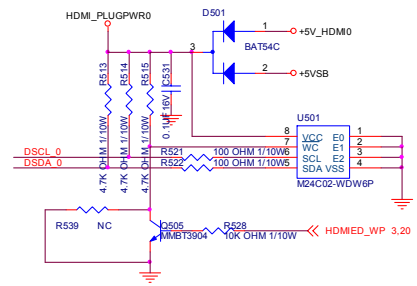 HDMI_PLUGPWR0
D501
1
+5V_HDMI0
BAT54C
3
2
+5VSB
R513
R514
R515
C531
0.1UF 16V
4.7K OHM 1/10W
4.7K OHM 1/10W
4.7K OHM 1/10W
U501
8 VCC E0 1
7 WC E1 2
6 SCL E2 3
5 SDA VSS 4
DSCL_0 R521 100 OHM 1/10W
DSDA_0 R522 100 OHM 1/10W
M24C02-WDW6P
R539 NC
Q505
MMBT3904
R528
10K OHM 1/10W
HDMIED_WP 3,20